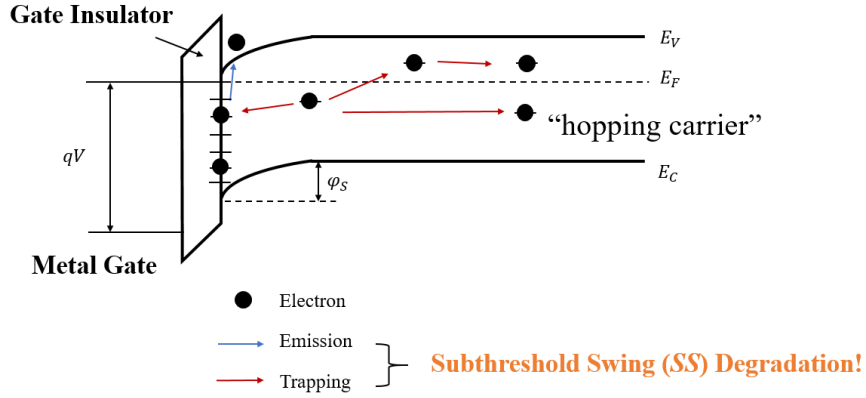 Gate Insulator
E_V
E_F
"hopping carrier"
qV
φ_S
E_C
Metal Gate
Electron
Emission
Trapping
Subthreshold Swing (SS) Degradation!